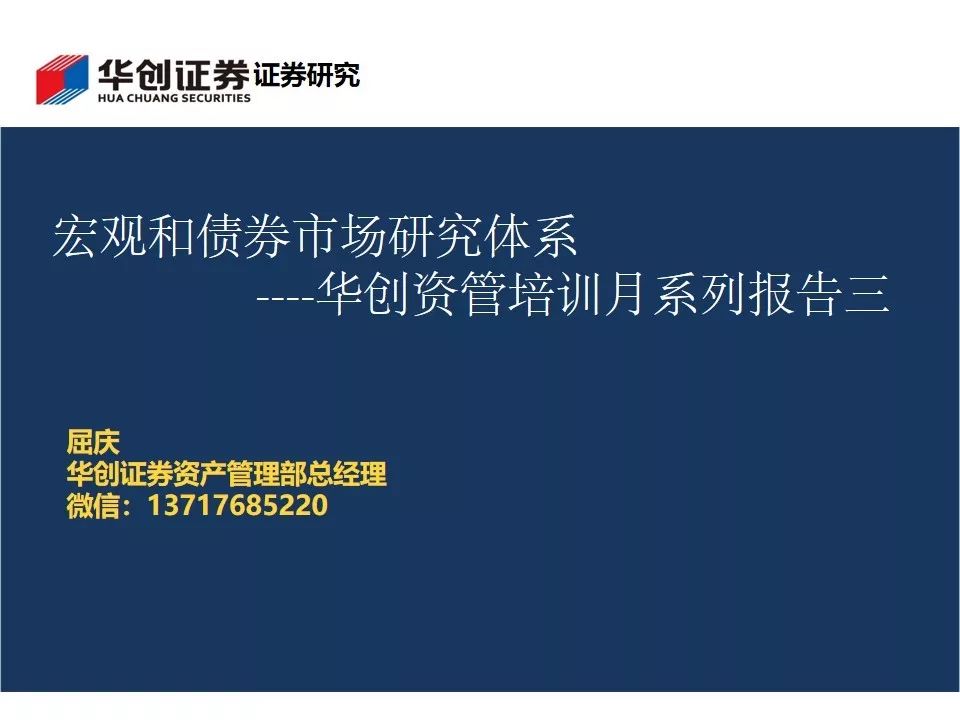 华创证券 证券研究
HUA CHUANG SECURITIES
宏观和债券市场研究体系
----华创资管培训月系列报告三
屈庆
华创证券资产管理部总经理
微信：13717685220